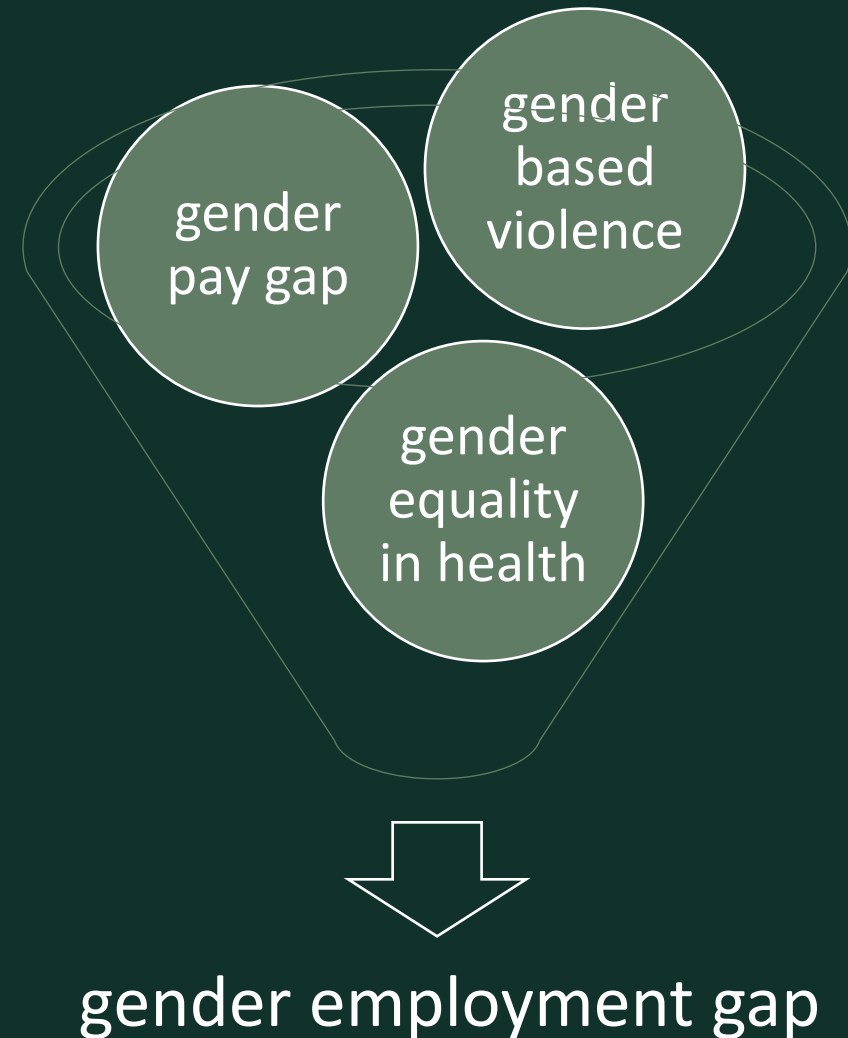 gender
pay gap
gender
based
violence
gender
equality
in health
gender employment gap